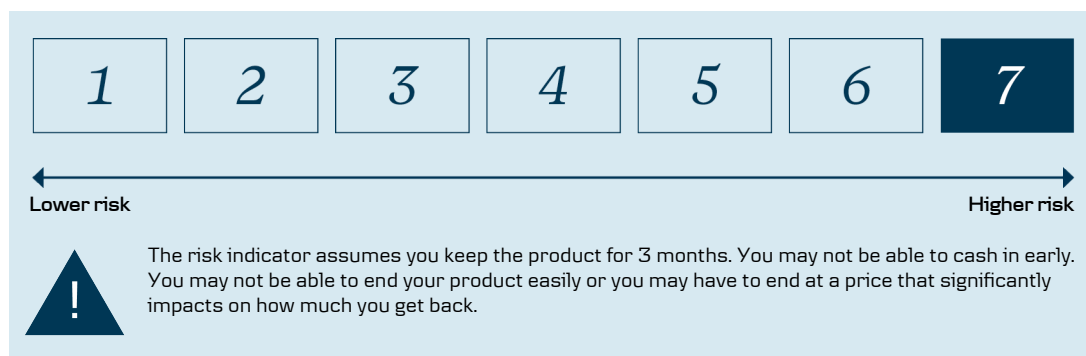 1 2 3 4 5 6 7
Lower risk Higher risk
The risk indicator assumes you keep the product for 3 months. You may not be able to cash in early.
You may not be able to end your product easily or you may have to end at a price that significantly
impacts on how much you get back.
!